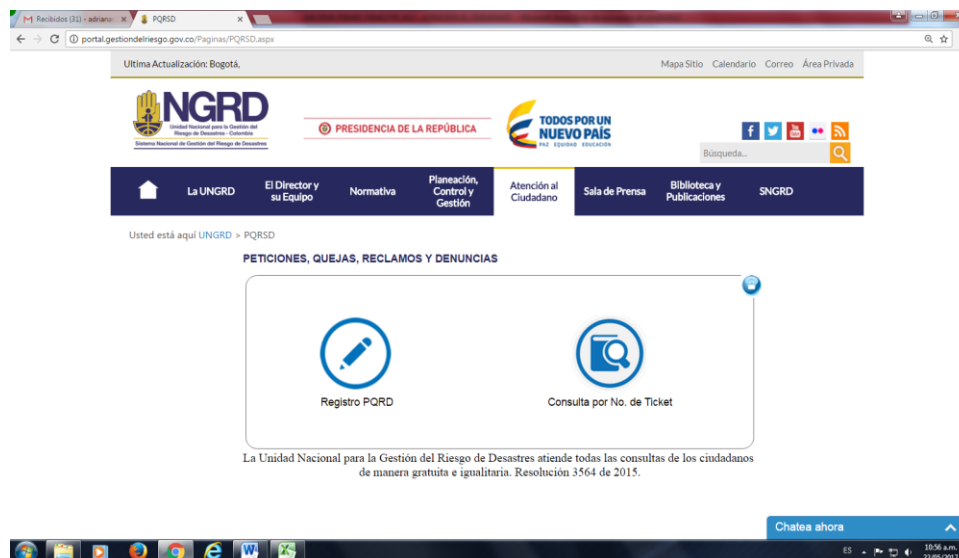 Recibidos (31) - adriana
PQRSD
portal.gestiondelriesgo.gov.co/Paginas/PQRSD.aspx
Ultima Actualización: Bogotá,
Mapa Sitio Calendario Correo Área Privada
NGRD
Unidad Nacional para la Gestión del
Riesgo de Desastres - Colombia
Sistema Nacional de Gestión del Riesgo de Desastres
PRESIDENCIA DE LA REPÚBLICA
TODOS POR UN
NUEVO PAÍS
PAZ EQUIDAD EDUCACIÓN
Búsqueda...
La UNGRD
El Director y
su Equipo
Normativa
Planeación,
Control y
Gestión
Atención al
Ciudadano
Sala de Prensa
Biblioteca y
Publicaciones
SNGRD
Usted está aquí UNGRD > PQRSD
PETICIONES, QUEJAS, RECLAMOS Y DENUNCIAS
Registro PQRD
Consulta por No. de Ticket
La Unidad Nacional para la Gestión del Riesgo de Desastres atiende todas las consultas de los ciudadanos
de manera gratuita e igualitaria. Resolución 3564 de 2015.
Chatea ahora
ES
10:56 a.m.
22/05/2017